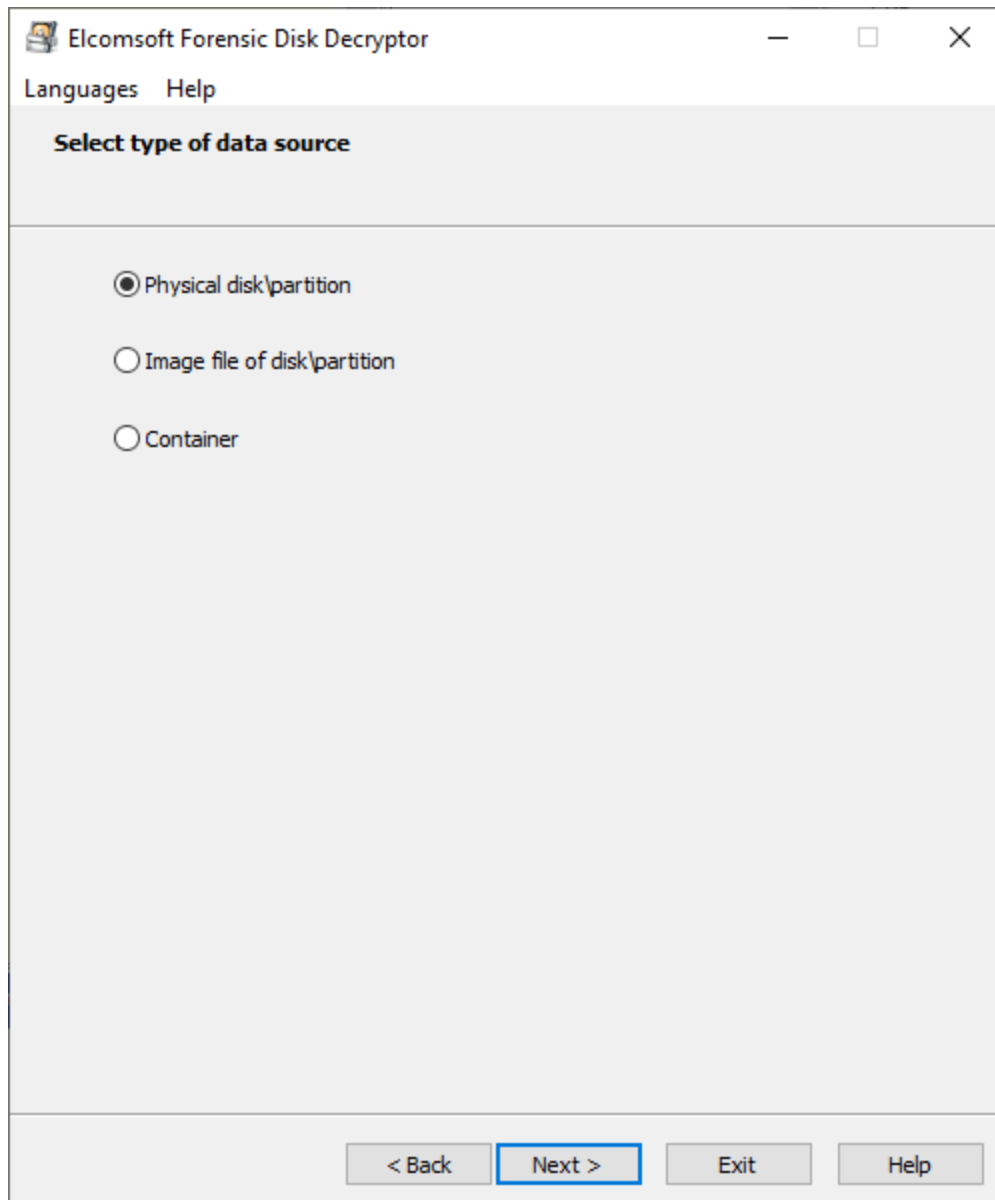 Elcomsoft Forensic Disk Decryptor
Languages Help
Select type of data source
Physical disk\partition
Image file of disk\partition
Container
< Back Next > Exit Help